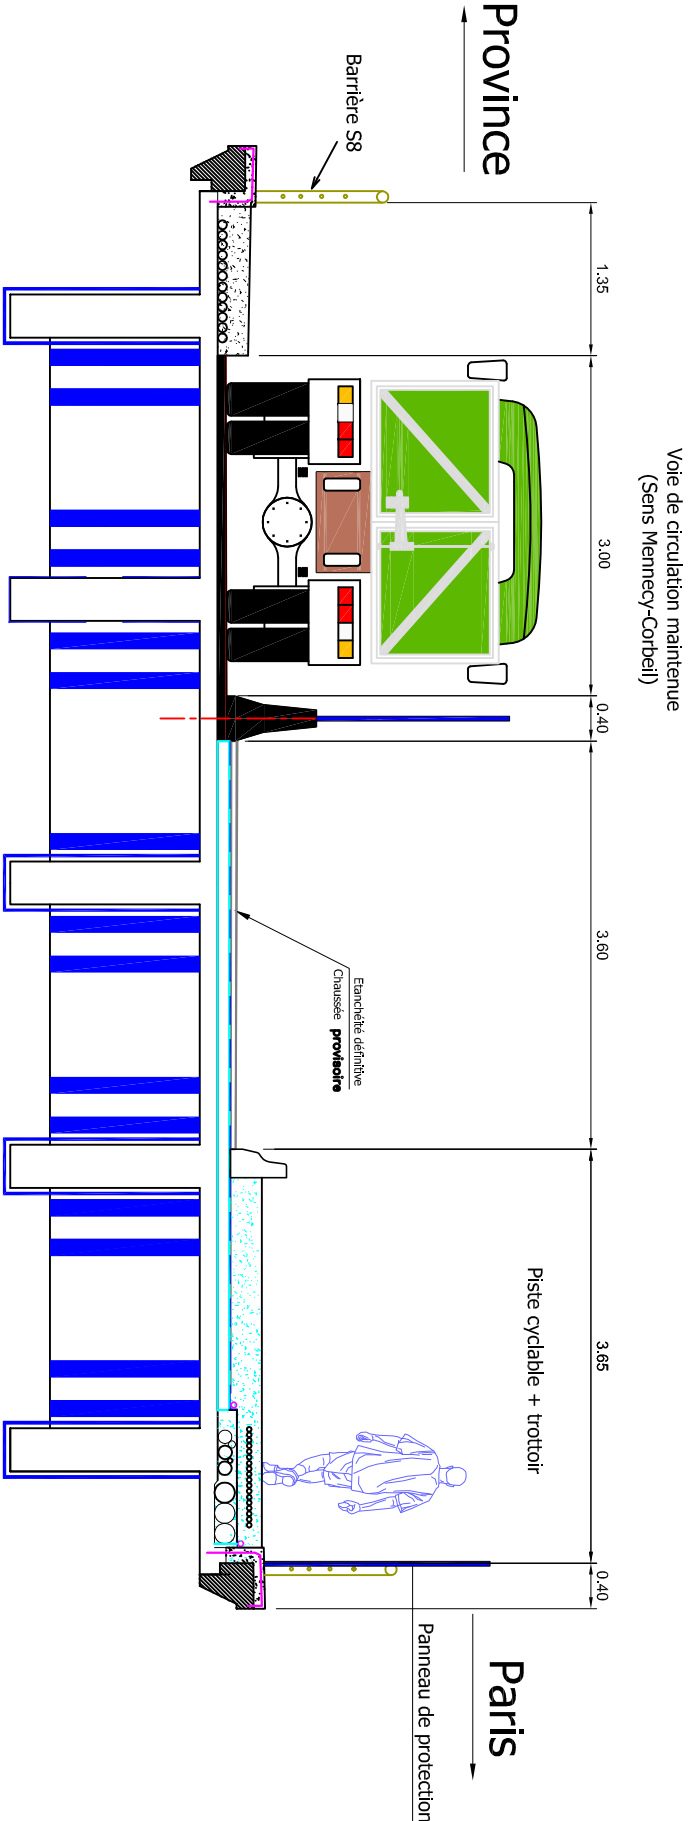 Province
Barrière S8
1.35
Voie de circulation maintenue
(Sens Mennecy-Corbeil)
3.00
0.40
3.60
Etanchéité définitive
Chaussée provisoire
Piste cyclable + trottoir
3.65
0.40
Paris
Panneau de protection